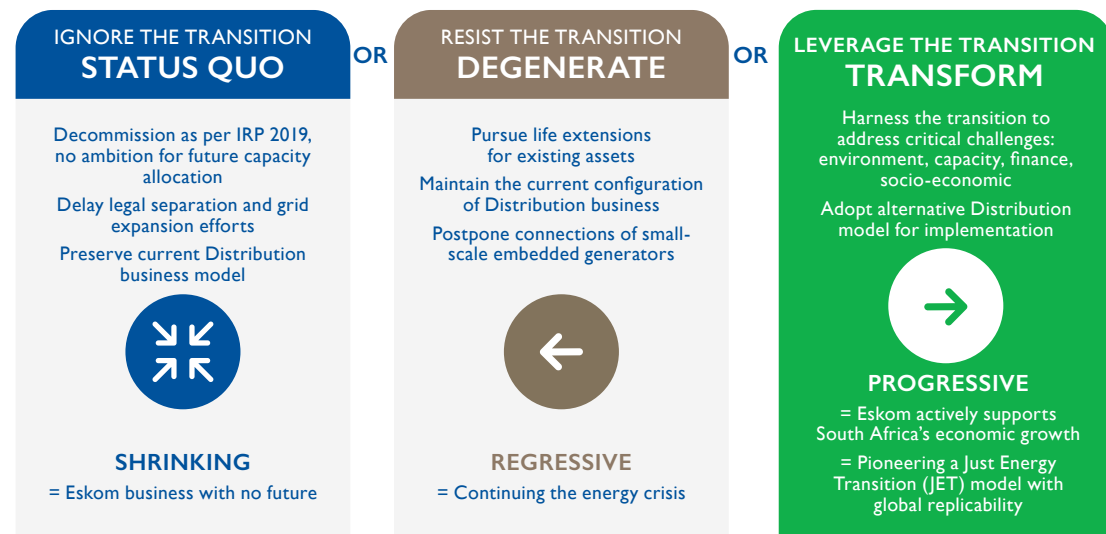 IGNORE THE TRANSITION
STATUS QUO
Decommission as per IRP 2019,
no ambition for future capacity
allocation
Delay legal separation and grid
expansion efforts
Preserve current Distribution
business model
SHRINKING
= Eskom business with no future
OR
RESIST THE TRANSITION
DEGENERATE
Pursue life extensions
for existing assets
Maintain the current configuration
of Distribution business
Postpone connections of small-
scale embedded generators
REGRESSIVE
= Continuing the energy crisis
OR
LEVERAGE THE TRANSITION
TRANSFORM
Harness the transition to
address critical challenges:
environment, capacity, finance,
socio-economic
Adopt alternative Distribution
model for implementation
PROGRESSIVE
= Eskom actively supports
South Africa's economic growth
= Pioneering a Just Energy
Transition (JET) model with
global replicability